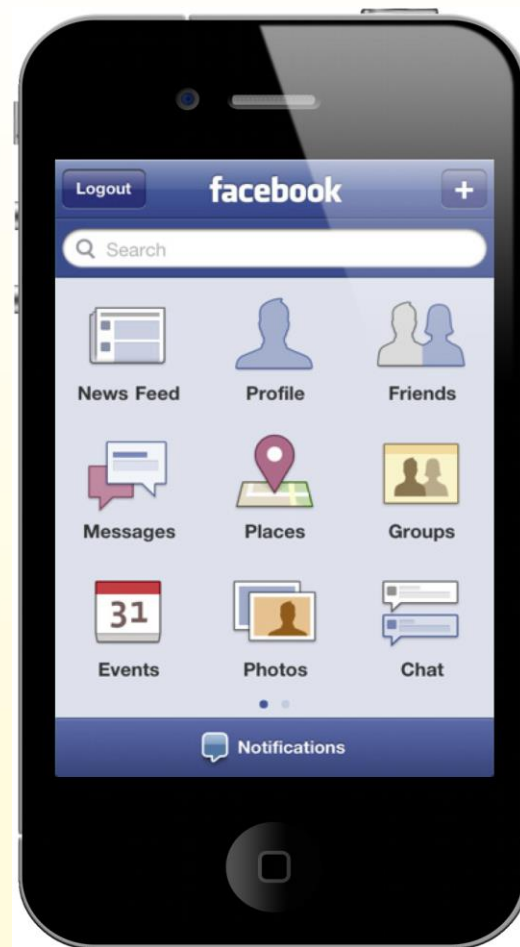 Logout facebook +
Search
News Feed Profile Friends
Messages Places Groups
31
Events Photos Chat
Notifications